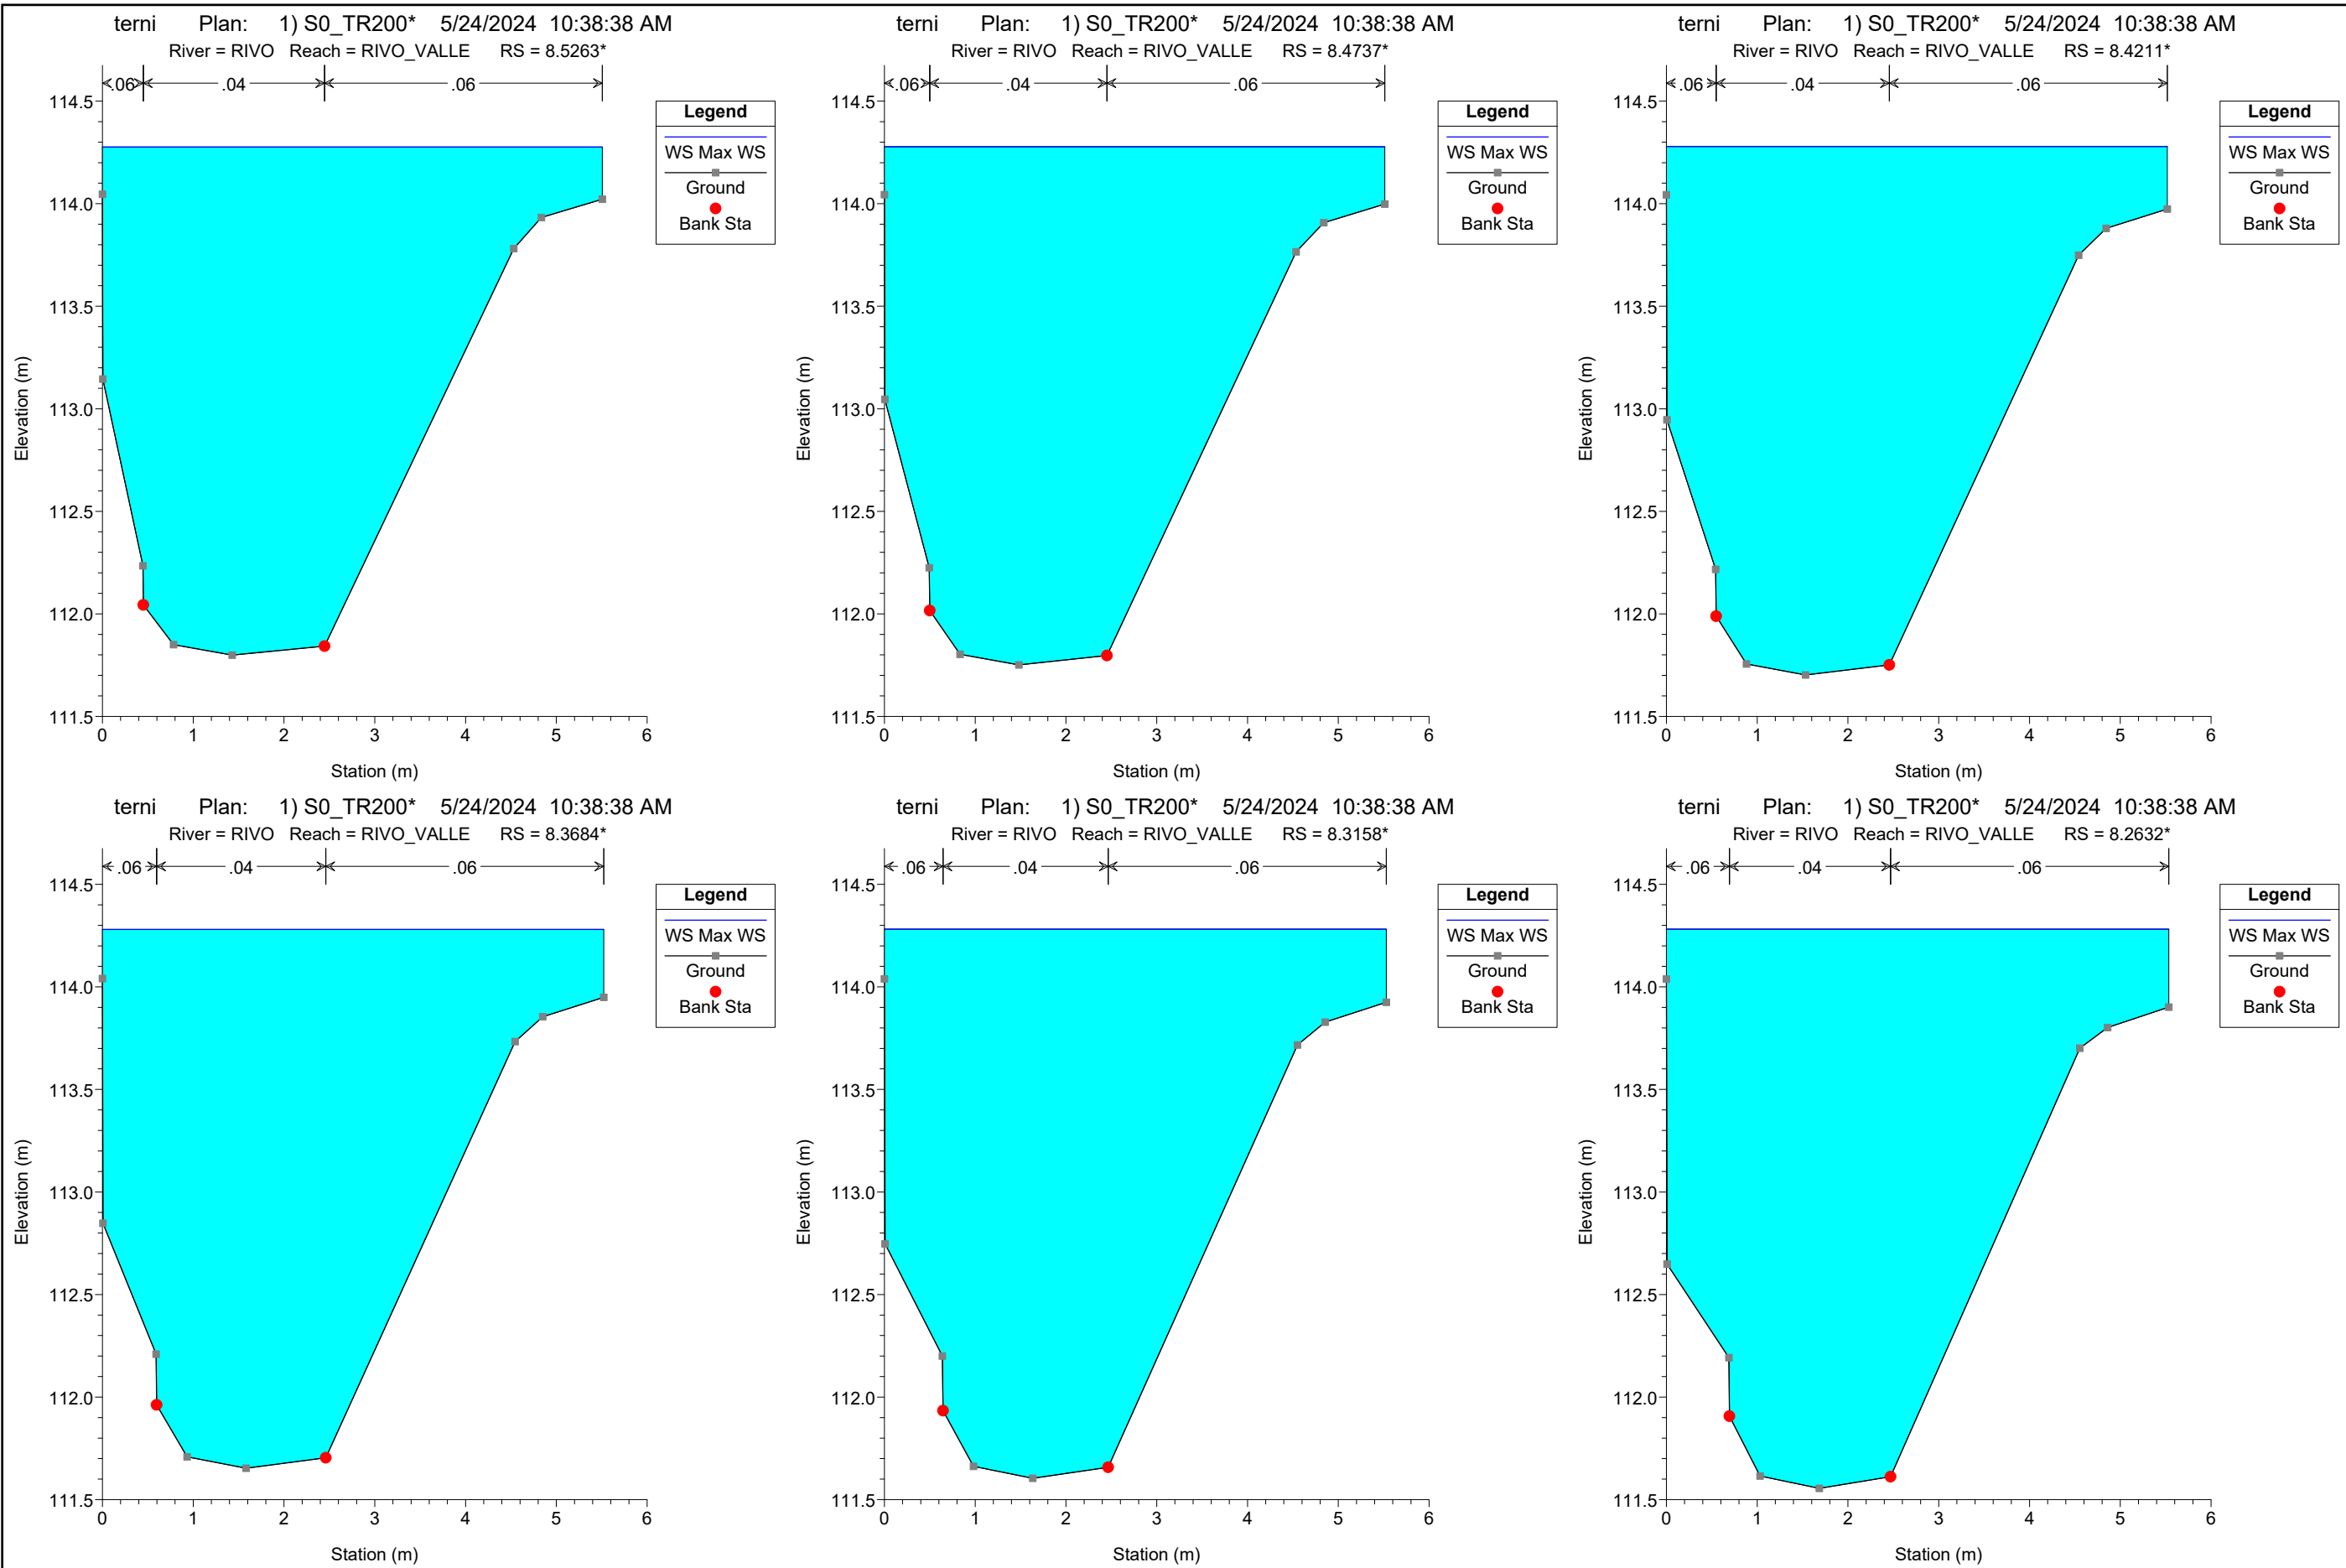 terni Plan: 1) S0_TR200* 5/24/2024 10:38:38 AM
River = RIVO Reach = RIVO_VALLE RS = 8.5263*
.06 .04 .06
114.5
114.0
113.5
113.0
112.5
112.0
111.5
0 1 2 3 4 5 6
Elevation (m)
Station (m)
Legend
WS Max WS
Ground
Bank Sta
terni Plan: 1) S0_TR200* 5/24/2024 10:38:38 AM
River = RIVO Reach = RIVO_VALLE RS = 8.4737*
.06 .04 .06
114.5
114.0
113.5
113.0
112.5
112.0
111.5
0 1 2 3 4 5 6
Elevation (m)
Station (m)
Legend
WS Max WS
Ground
Bank Sta
terni Plan: 1) S0_TR200* 5/24/2024 10:38:38 AM
River = RIVO Reach = RIVO_VALLE RS = 8.4211*
.06 .04 .06
114.5
114.0
113.5
113.0
112.5
112.0
111.5
0 1 2 3 4 5 6
Elevation (m)
Station (m)
Legend
WS Max WS
Ground
Bank Sta
terni Plan: 1) S0_TR200* 5/24/2024 10:38:38 AM
River = RIVO Reach = RIVO_VALLE RS = 8.3684*
.06 .04 .06
114.5
114.0
113.5
113.0
112.5
112.0
111.5
0 1 2 3 4 5 6
Elevation (m)
Station (m)
Legend
WS Max WS
Ground
Bank Sta
terni Plan: 1) S0_TR200* 5/24/2024 10:38:38 AM
River = RIVO Reach = RIVO_VALLE RS = 8.3158*
.06 .04 .06
114.5
114.0
113.5
113.0
112.5
112.0
111.5
0 1 2 3 4 5 6
Elevation (m)
Station (m)
Legend
WS Max WS
Ground
Bank Sta
terni Plan: 1) S0_TR200* 5/24/2024 10:38:38 AM
River = RIVO Reach = RIVO_VALLE RS = 8.2632*
.06 .04 .06
114.5
114.0
113.5
113.0
112.5
112.0
111.5
0 1 2 3 4 5 6
Elevation (m)
Station (m)
Legend
WS Max WS
Ground
Bank Sta